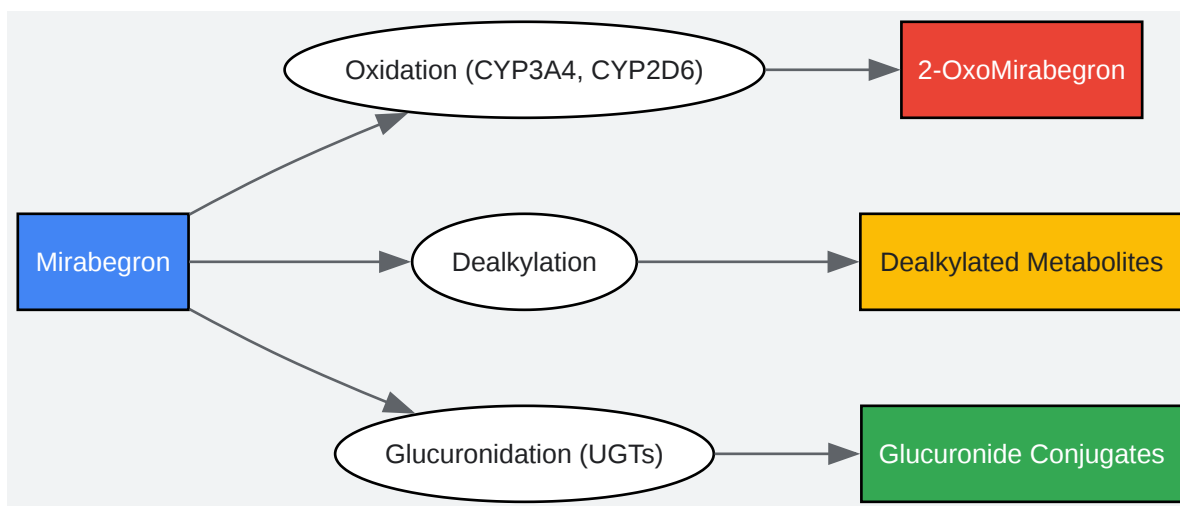 Oxidation (CYP3A4, CYP2D6)
2-OxoMirabegron
Mirabegron
Dealkylation
Dealkylated Metabolites
Glucuronidation (UGTs)
Glucuronide Conjugates